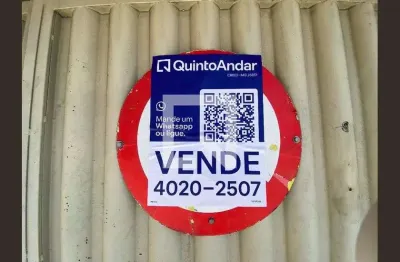 QuintoAndar
Mande um
Whatsapp
ou ligue.
VENDE
4020-2507